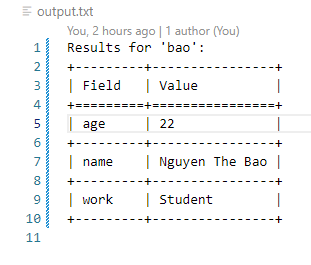 output.txt
You, 2 hours ago | 1 author (You)
1 Results for 'bao':
2 +---------+----------------+
3 | Field   | Value          |
4 +=========+================+
5 | age     | 22             |
6 +---------+----------------+
7 | name    | Nguyen The Bao |
8 +---------+----------------+
9 | work    | Student        |
10 +---------+----------------+
11